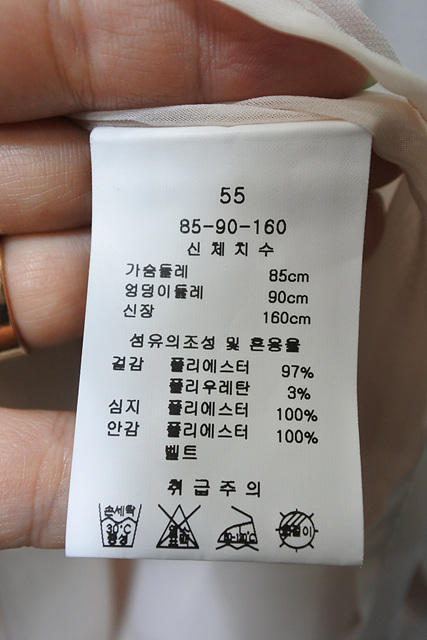 55
85-90-160
신체치수
가슴둘레 85cm
엉덩이둘레 90cm
신장 160cm
섬유의조성 및 혼용율
겉감 폴리에스터 97%
폴리우레탄 3%
심지 폴리에스터 100%
안감 폴리에스터 100%
벨트
취급주의
손세탁
30℃
중성